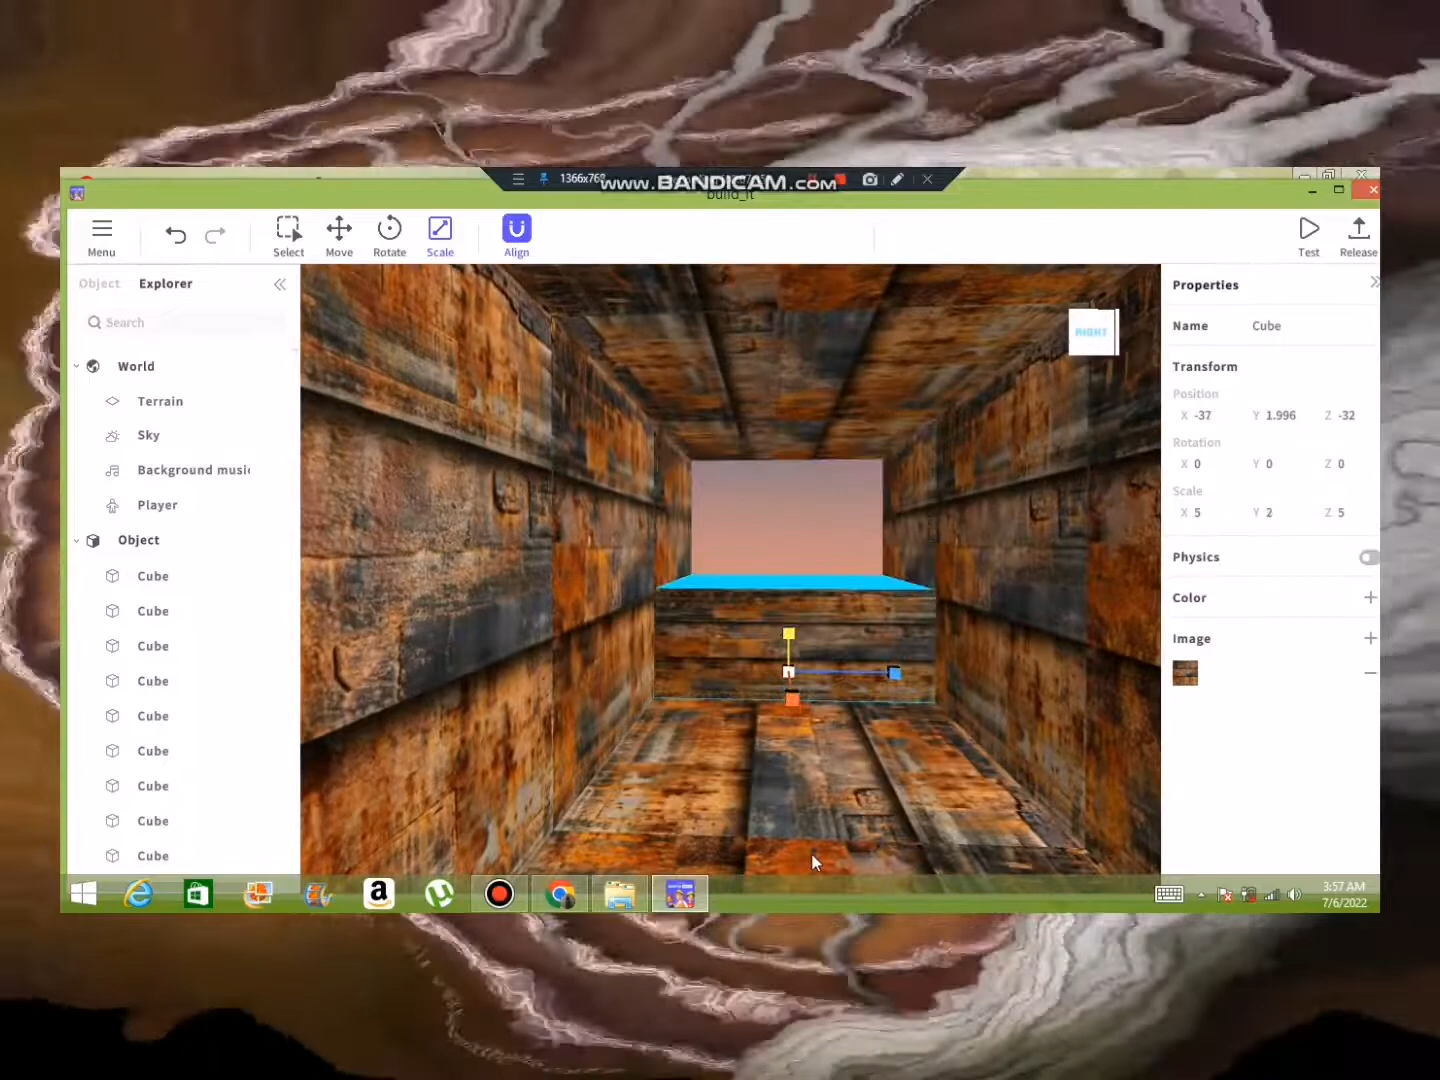 1366x768
www.BANDICAM.com
build_it
Menu
Select
Move
Rotate
Scale
Align
Test
Release
Object
Explorer
Search
World
Terrain
Sky
Background musi
Player
Object
Cube
Cube
Cube
Cube
Cube
Cube
Cube
Cube
Cube
RIGHT
Properties
Name Cube
Transform
Position
X -37 Y 1.996 Z -32
Rotation
X 0 Y 0 Z 0
Scale
X 5 Y 2 Z 5
Physics
Color
Image
3:57 AM
7/6/2022